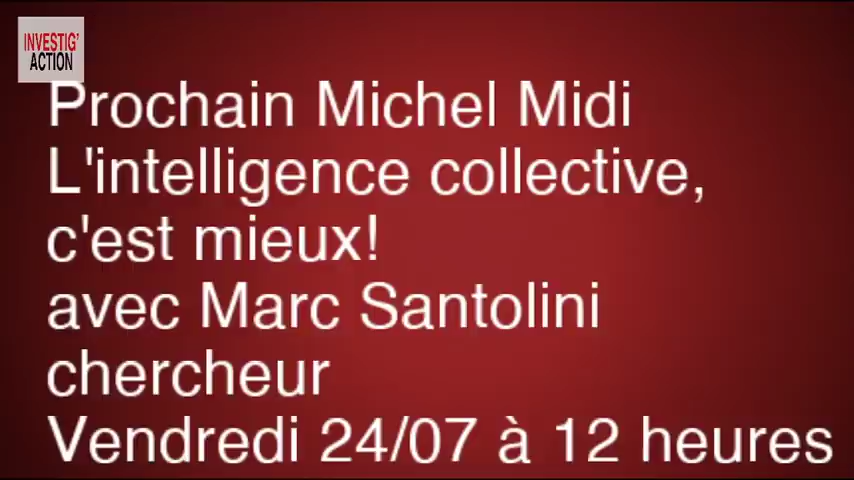 INVESTIG'
ACTION
Prochain Michel Midi
L'intelligence collective,
c'est mieux!
avec Marc Santolini
chercheur
Vendredi 24/07 à 12 heures